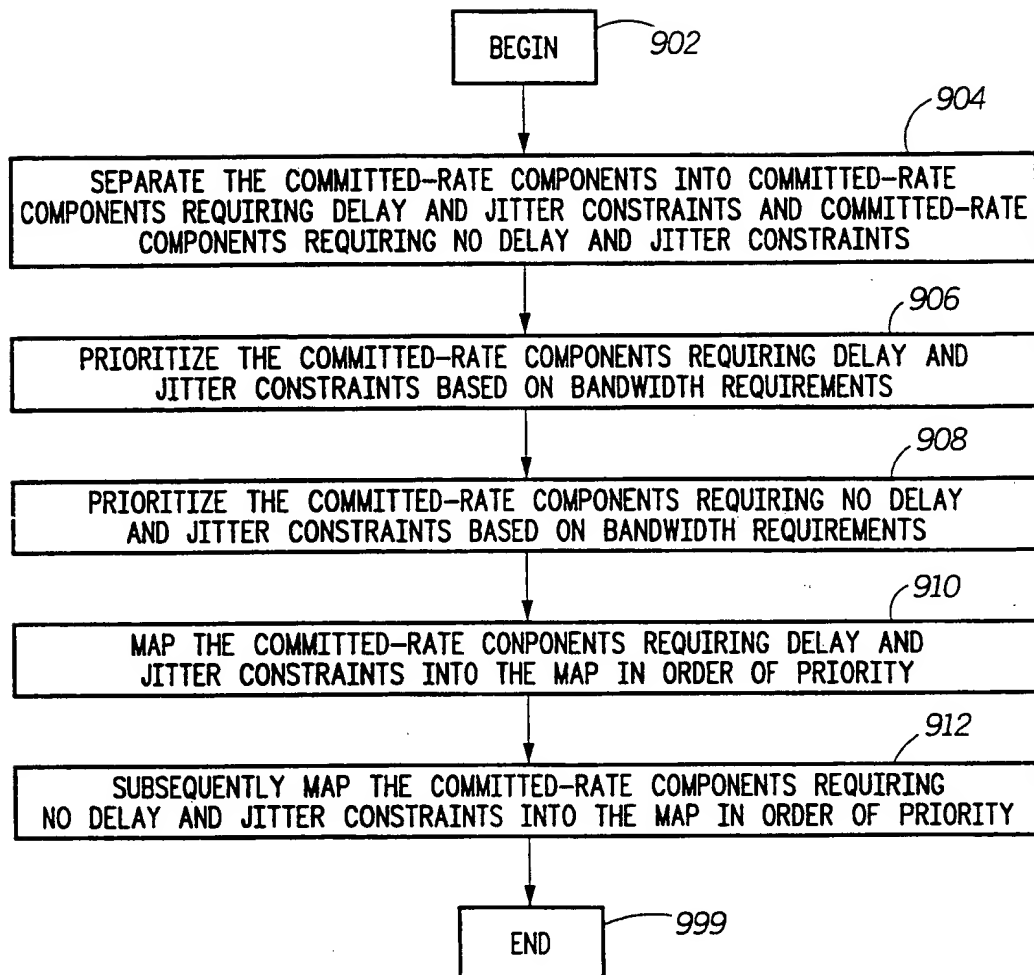 BEGIN
902
904
SEPARATE THE COMMITTED-RATE COMPONENTS INTO COMMITTED-RATE
COMPONENTS REQUIRING DELAY AND JITTER CONSTRAINTS AND COMMITTED-RATE
COMPONENTS REQUIRING NO DELAY AND JITTER CONSTRAINTS
906
PRIORITIZE THE COMMITTED-RATE COMPONENTS REQUIRING DELAY AND
JITTER CONSTRAINTS BASED ON BANDWIDTH REQUIREMENTS
908
PRIORITIZE THE COMMITTED-RATE COMPONENTS REQUIRING NO DELAY
AND JITTER CONSTRAINTS BASED ON BANDWIDTH REQUIREMENTS
910
MAP THE COMMITTED-RATE CONPONENTS REQUIRING DELAY AND
JITTER CONSTRAINTS INTO THE MAP IN ORDER OF PRIORITY
912
SUBSEQUENTLY MAP THE COMMITTED-RATE COMPONENTS REQUIRING
NO DELAY AND JITTER CONSTRAINTS INTO THE MAP IN ORDER OF PRIORITY
END
999